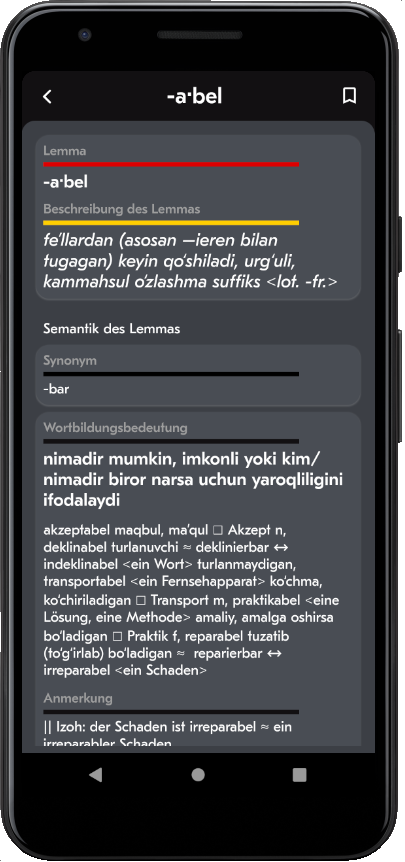 -aˑbel
Lemma
-aˑbel
Beschreibung des Lemmas
fe’llardan (asosan –ieren bilan
tugagan) keyin qo‘shiladi, urg‘uli,
kammahsul o‘zlashma suffiks <lot. -fr.>
Semantik des Lemmas
Synonym
-bar
Wortbildungsbedeutung
nimadir mumkin, imkonli yoki kim/
nimadir biror narsa uchun yaroqliligini
ifodalaydi
akzeptabel maqbul, ma’qul □ Akzept n,
deklinabel turlanuvchi ≈ deklinierbar ↔
indeklinabel <ein Wort> turlanmaydigan,
transportabel <ein Fernsehapparat> ko‘chma,
ko‘chiriladigan □ Transport m, praktikabel <eine
Lösung, eine Methode> amaliy, amalga oshirsa
bo‘ladigan □ Praktik f, reparabel tuzatib
(to‘g‘irlab) bo‘ladigan ≈ reparierbar ↔
irreparabel <ein Schaden>
Anmerkung
|| Izoh: der Schaden ist irreparabel ≈ ein
irreparabler Schaden